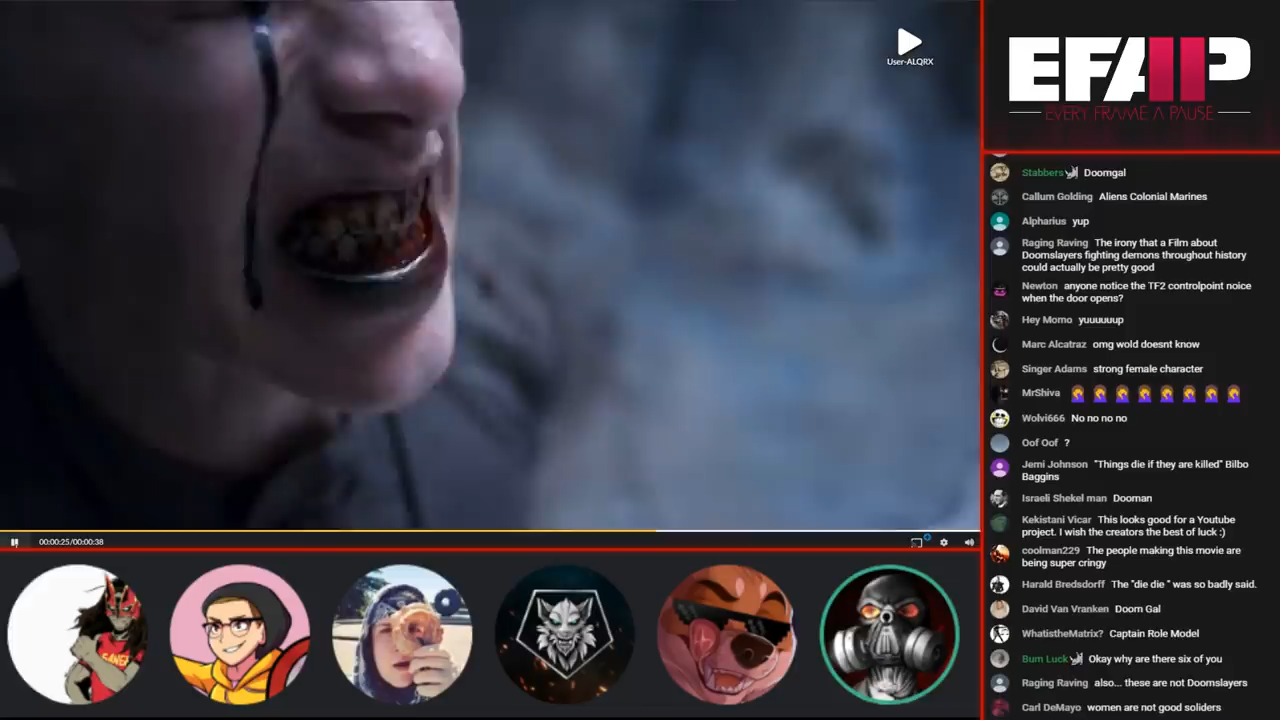 User-ALQRX
00:00:25/00:00:38
EFAP
EVERY FRAME A PAUSE
Stabbers Doomgal
Callum Golding Aliens Colonial Marines
Alpharius yup
Raging Raving The irony that a Film about
Doomslayers fighting demons throughout history
could actually be pretty good
Newton anyone notice the TF2 controlpoint noice
when the door opens?
Hey Momo yuuuuuup
Marc Alcatraz omg wold doesnt know
Singer Adams strong female character
MrShiva 🤦‍♀️🤦‍♀️🤦‍♀️🤦‍♀️🤦‍♀️🤦‍♀️🤦‍♀️🤦‍♀️
Wolvi666 No no no no
Oof Oof ?
Jemi Johnson "Things die if they are killed" Bilbo
Baggins
Israeli Shekel man Dooman
Kekistani Vicar This looks good for a Youtube
project. I wish the creators the best of luck :)
coolman229 The people making this movie are
being super cringy
Harald Bredsdorff The "die die " was so badly said.
David Van Vranken Doom Gal
WhatistheMatrix? Captain Role Model
Bum Luck Okay why are there six of you
Raging Raving also... these are not Doomslayers
Carl DeMayo women are not good soliders